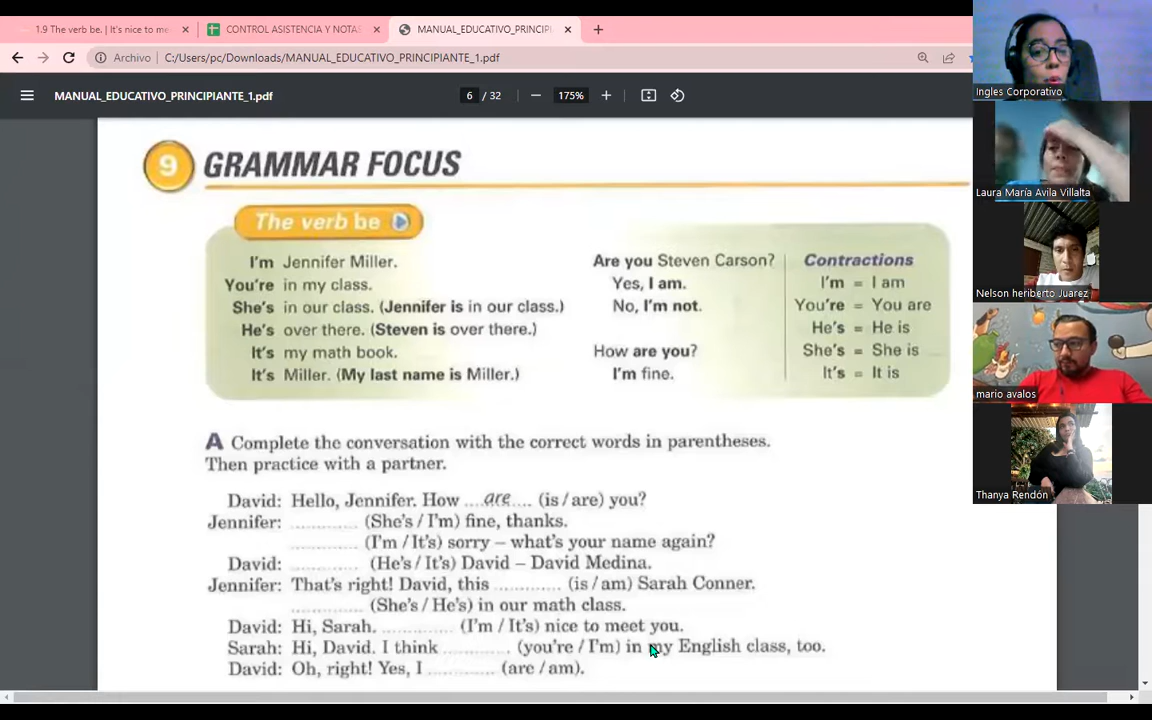 1.9 The verb be. | It's nice to me
CONTROL ASISTENCIA Y NOTAS
MANUAL_EDUCATIVO_PRINCIPI
Archivo
C:/Users/pc/Downloads/MANUAL_EDUCATIVO_PRINCIPIANTE_1.pdf
MANUAL_EDUCATIVO_PRINCIPIANTE_1.pdf
6 / 32
175%
9 GRAMMAR FOCUS
The verb be
I'm Jennifer Miller.
You're in my class.
She's in our class. (Jennifer is in our class.)
He's over there. (Steven is over there.)
It's my math book.
It's Miller. (My last name is Miller.)
Are you Steven Carson?
Yes, I am.
No, I'm not.
How are you?
I'm fine.
Contractions
I'm = I am
You're = You are
He's = He is
She's = She is
It's = It is
A Complete the conversation with the correct words in parentheses.
Then practice with a partner.
David: Hello, Jennifer. How ....are.... (is / are) you?
Jennifer: ............ (She's / I'm) fine, thanks.
............ (I'm / It's) sorry – what's your name again?
David: ............ (He's / It's) David – David Medina.
Jennifer: That's right! David, this ............ (is / am) Sarah Conner.
............ (She's / He's) in our math class.
David: Hi, Sarah. ............ (I'm / It's) nice to meet you.
Sarah: Hi, David. I think ............ (you're / I'm) in my English class, too.
David: Oh, right! Yes, I ............ (are / am).
Ingles Corporativo
Laura María Avila Villalta
Nelson heriberto Juarez
mario avalos
Thanya Rendón